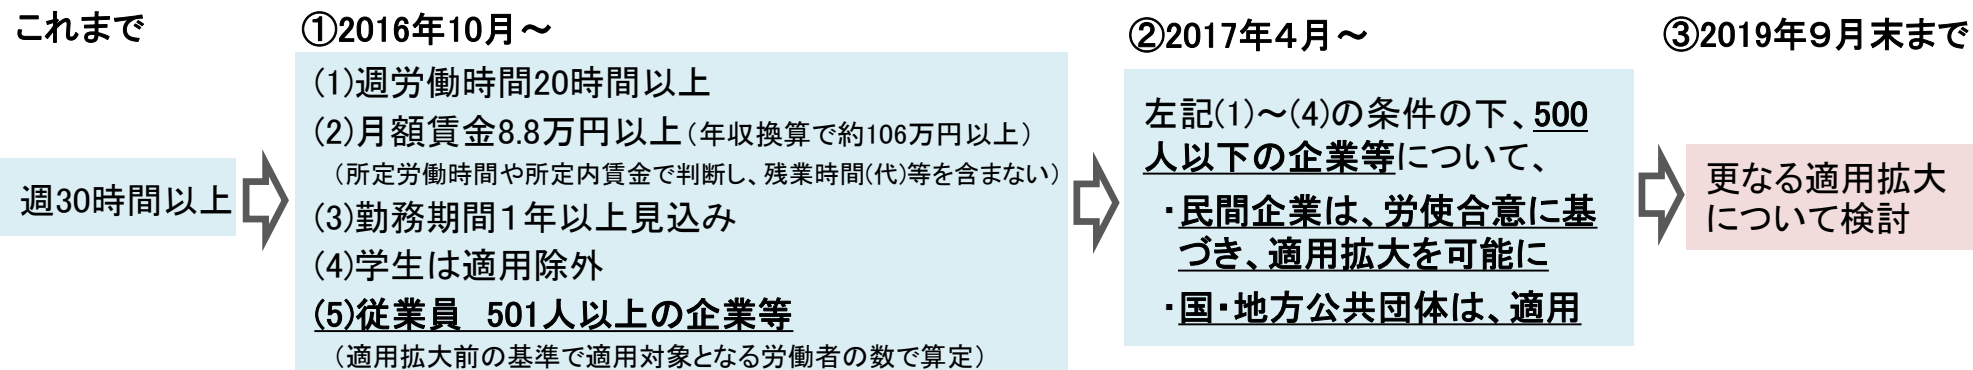 これまで
週30時間以上
①2016年10月～
(1)週労働時間20時間以上
(2)月額賃金8.8万円以上（年収換算で約106万円以上）
（所定労働時間や所定内賃金で判断し、残業時間(代)等を含まない）
(3)勤務期間１年以上見込み
(4)学生は適用除外
(5)従業員　501人以上の企業等
（適用拡大前の基準で適用対象となる労働者の数で算定）
②2017年４月～
左記(1)～(4)の条件の下、500
人以下の企業等について、
・民間企業は、労使合意に基
づき、適用拡大を可能に
・国・地方公共団体は、適用
③2019年９月末まで
更なる適用拡大
について検討